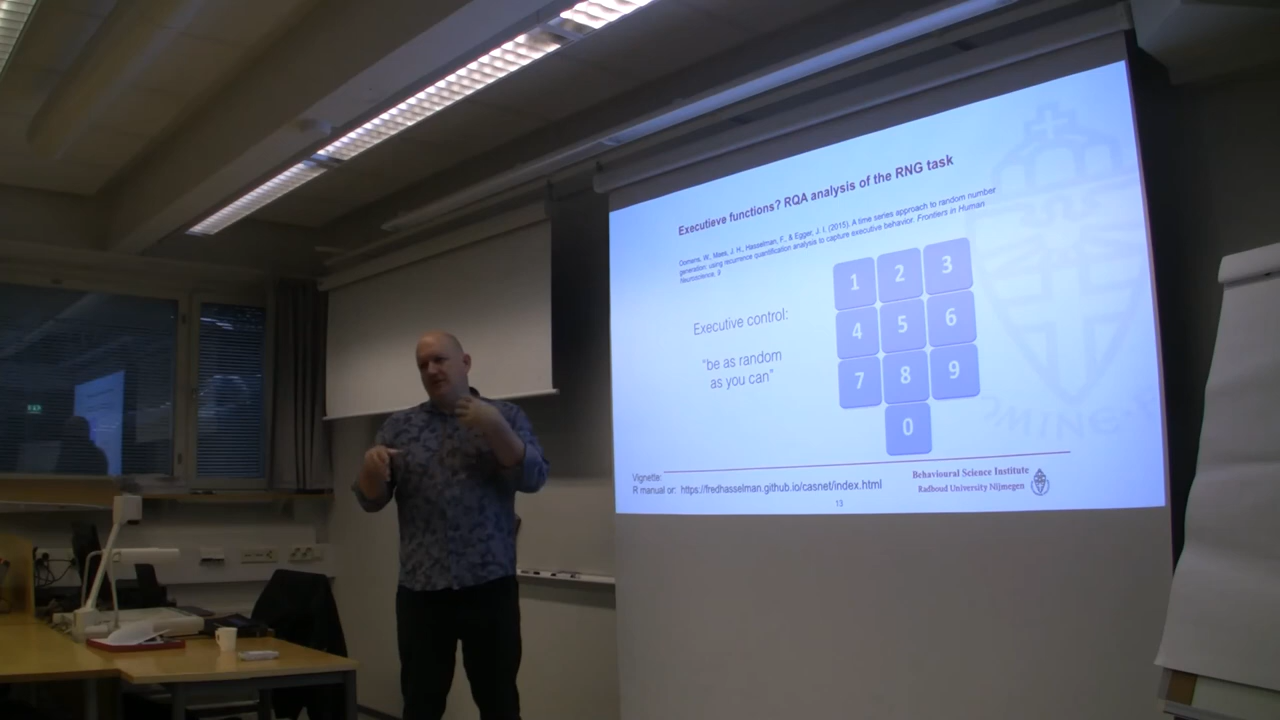 Executieve functions? RQA analysis of the RNG task
Oomens, W., Maes, J. H., Hasselman, F., & Egger, J. I. (2015). A time series approach to random number
generation: using recurrence quantification analysis to capture executive behavior. Frontiers in Human
Neuroscience, 9
Executive control:
"be as random
as you can"
1 2 3
4 5 6
7 8 9
0
Vignette:
R manual or: https://fredhasselman.github.io/casnet/index.html
Behavioural Science Institute
Radboud University Nijmegen
13